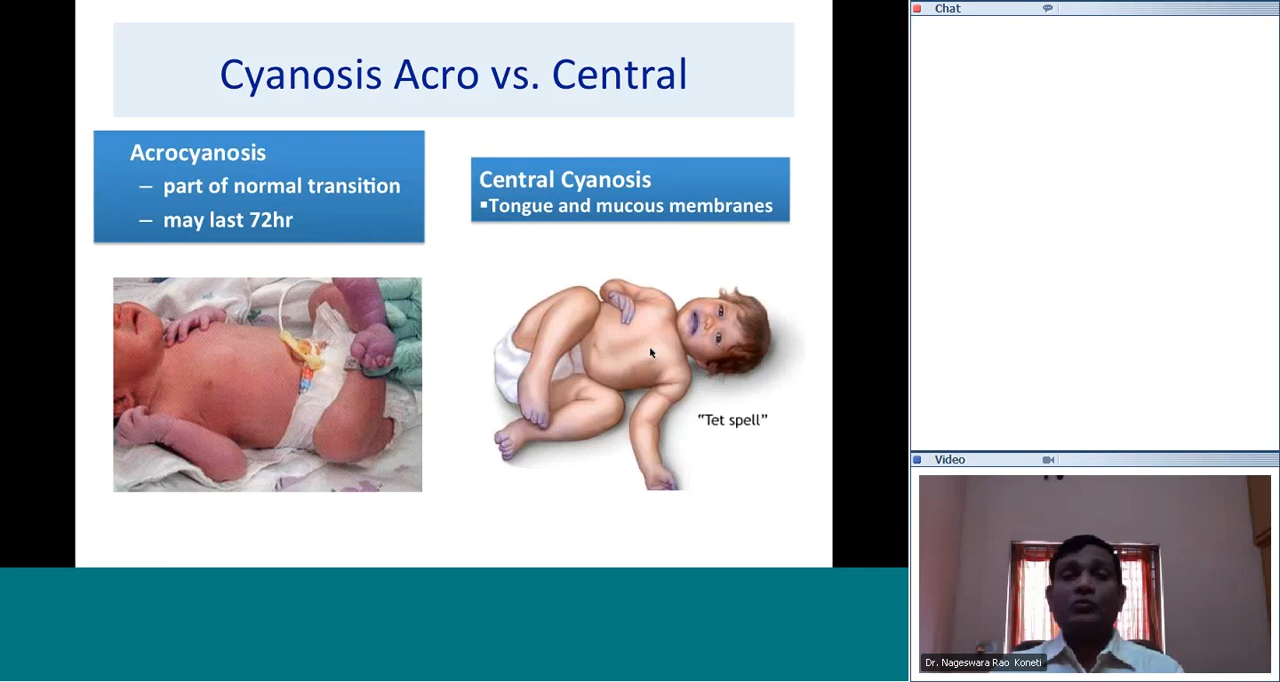 Cyanosis Acro vs. Central
Acrocyanosis
– part of normal transition
– may last 72hr
Central Cyanosis
▪Tongue and mucous membranes
“Tet spell”
Chat
Video
Dr. Nageswara Rao Koneti